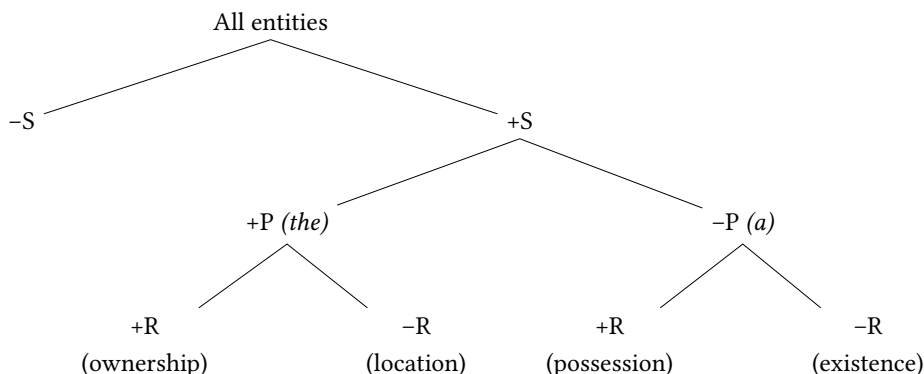 All entities
–S +S
+P (the) –P (a)
+R –R +R –R
(ownership) (location) (possession) (existence)